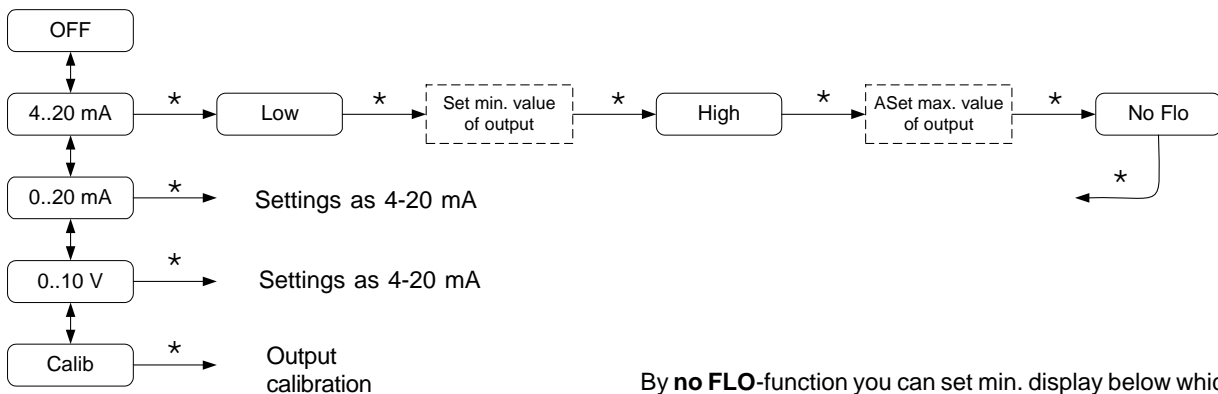 OFF
4..20 mA * Low * Set min. value * High * ASet max. value * No Flo
of output of output
*
0..20 mA * Settings as 4-20 mA
0..10 V * Settings as 4-20 mA
Calib * Output
calibration
By no FLO-function you can set min. display below